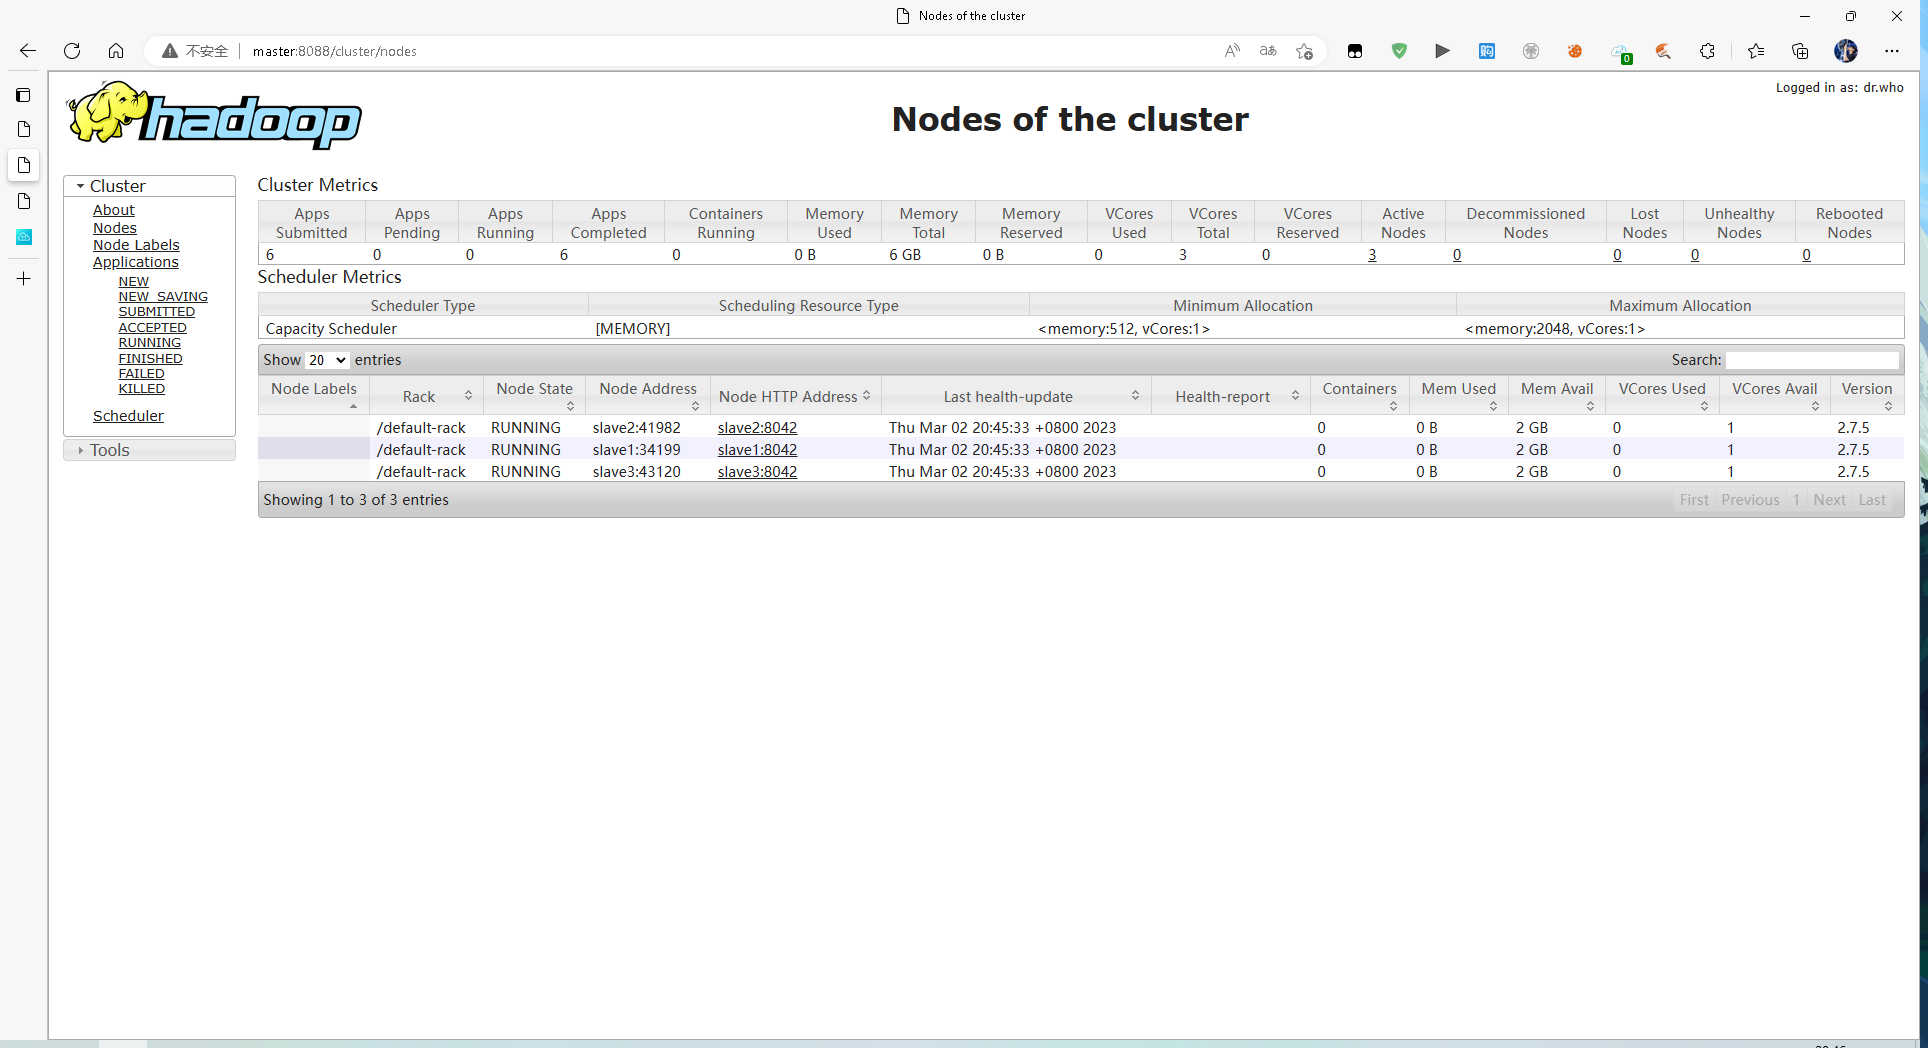 Nodes of the cluster
不安全 master:8088/cluster/nodes
Logged in as: dr.who
hadoop
Nodes of the cluster
Cluster
About
Nodes
Node Labels
Applications
NEW
NEW_SAVING
SUBMITTED
ACCEPTED
RUNNING
FINISHED
FAILED
KILLED
Scheduler
Tools
Cluster Metrics
Apps Submitted Apps Pending Apps Running Apps Completed Containers Running Memory Used Memory Total Memory Reserved VCores Used VCores Total VCores Reserved Active Nodes Decommissioned Nodes Lost Nodes Unhealthy Nodes Rebooted Nodes
6 0 0 6 0 0 B 6 GB 0 B 0 3 0 3 0 0 0 0
Scheduler Metrics
Scheduler Type Scheduling Resource Type Minimum Allocation Maximum Allocation
Capacity Scheduler [MEMORY] <memory:512, vCores:1> <memory:2048, vCores:1>
Show 20 entries Search:
Node Labels Rack Node State Node Address Node HTTP Address Last health-update Health-report Containers Mem Used Mem Avail VCores Used VCores Avail Version
/default-rack RUNNING slave2:41982 slave2:8042 Thu Mar 02 20:45:33 +0800 2023 0 0 B 2 GB 0 1 2.7.5
/default-rack RUNNING slave1:34199 slave1:8042 Thu Mar 02 20:45:33 +0800 2023 0 0 B 2 GB 0 1 2.7.5
/default-rack RUNNING slave3:43120 slave3:8042 Thu Mar 02 20:45:33 +0800 2023 0 0 B 2 GB 0 1 2.7.5
Showing 1 to 3 of 3 entries First Previous 1 Next Last